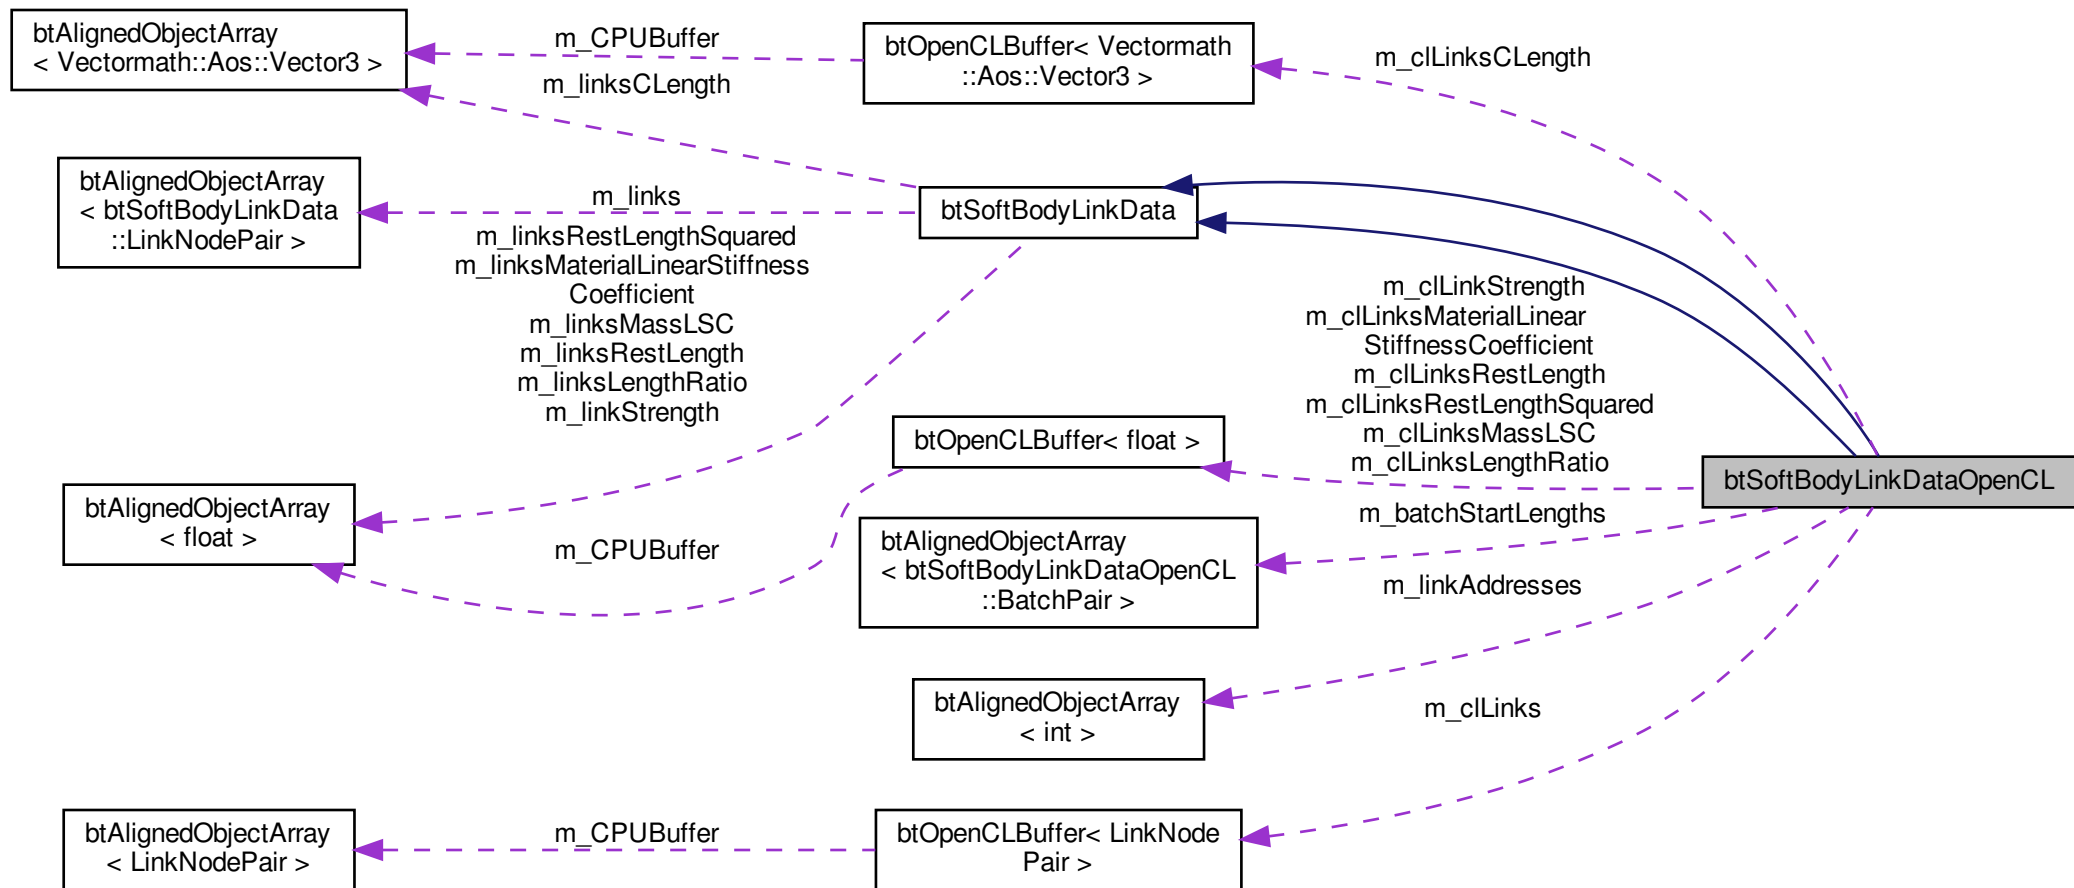 btAlignedObjectArray
< Vectormath::Aos::Vector3 >
m_CPUBuffer
m_linksCLength
btOpenCLBuffer< Vectormath
::Aos::Vector3 >
m_clLinksCLength
btAlignedObjectArray
< btSoftBodyLinkData
::LinkNodePair >
m_links
btSoftBodyLinkData
m_linksRestLengthSquared
m_linksMaterialLinearStiffness
Coefficient
m_linksMassLSC
m_linksRestLength
m_linksLengthRatio
m_linkStrength
m_clLinkStrength
m_clLinksMaterialLinear
StiffnessCoefficient
m_clLinksRestLength
m_clLinksRestLengthSquared
m_clLinksMassLSC
m_clLinksLengthRatio
btOpenCLBuffer< float >
btSoftBodyLinkDataOpenCL
btAlignedObjectArray
< float >
m_CPUBuffer
m_batchStartLengths
btAlignedObjectArray
< btSoftBodyLinkDataOpenCL
::BatchPair >
m_linkAddresses
btAlignedObjectArray
< int >
m_clLinks
btAlignedObjectArray
< LinkNodePair >
m_CPUBuffer
btOpenCLBuffer< LinkNode
Pair >